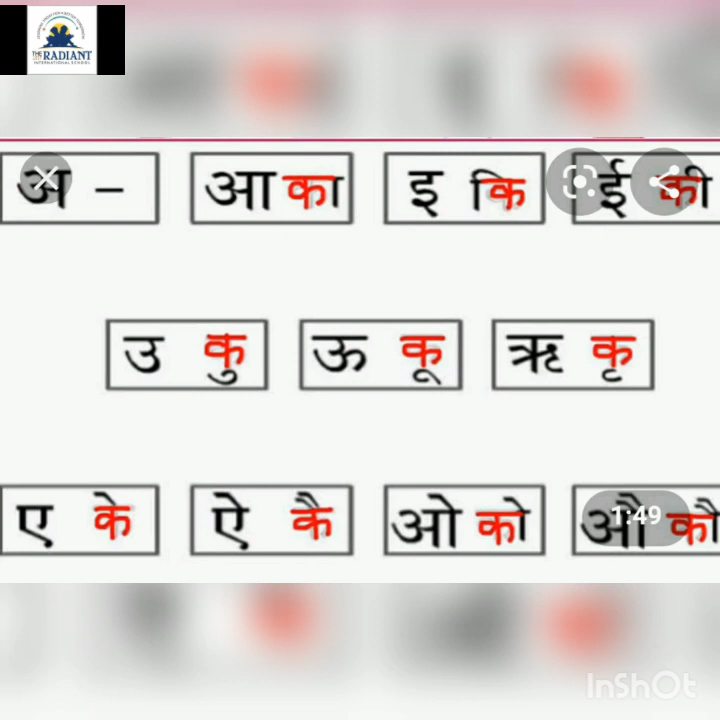 THE RADIANT
INTERNATIONAL SCHOOL
अ – आ का इ कि ई की
उ कु ऊ कू ऋ कृ
ए के ऐ कै ओ को औ कौ
1:49
InShOt